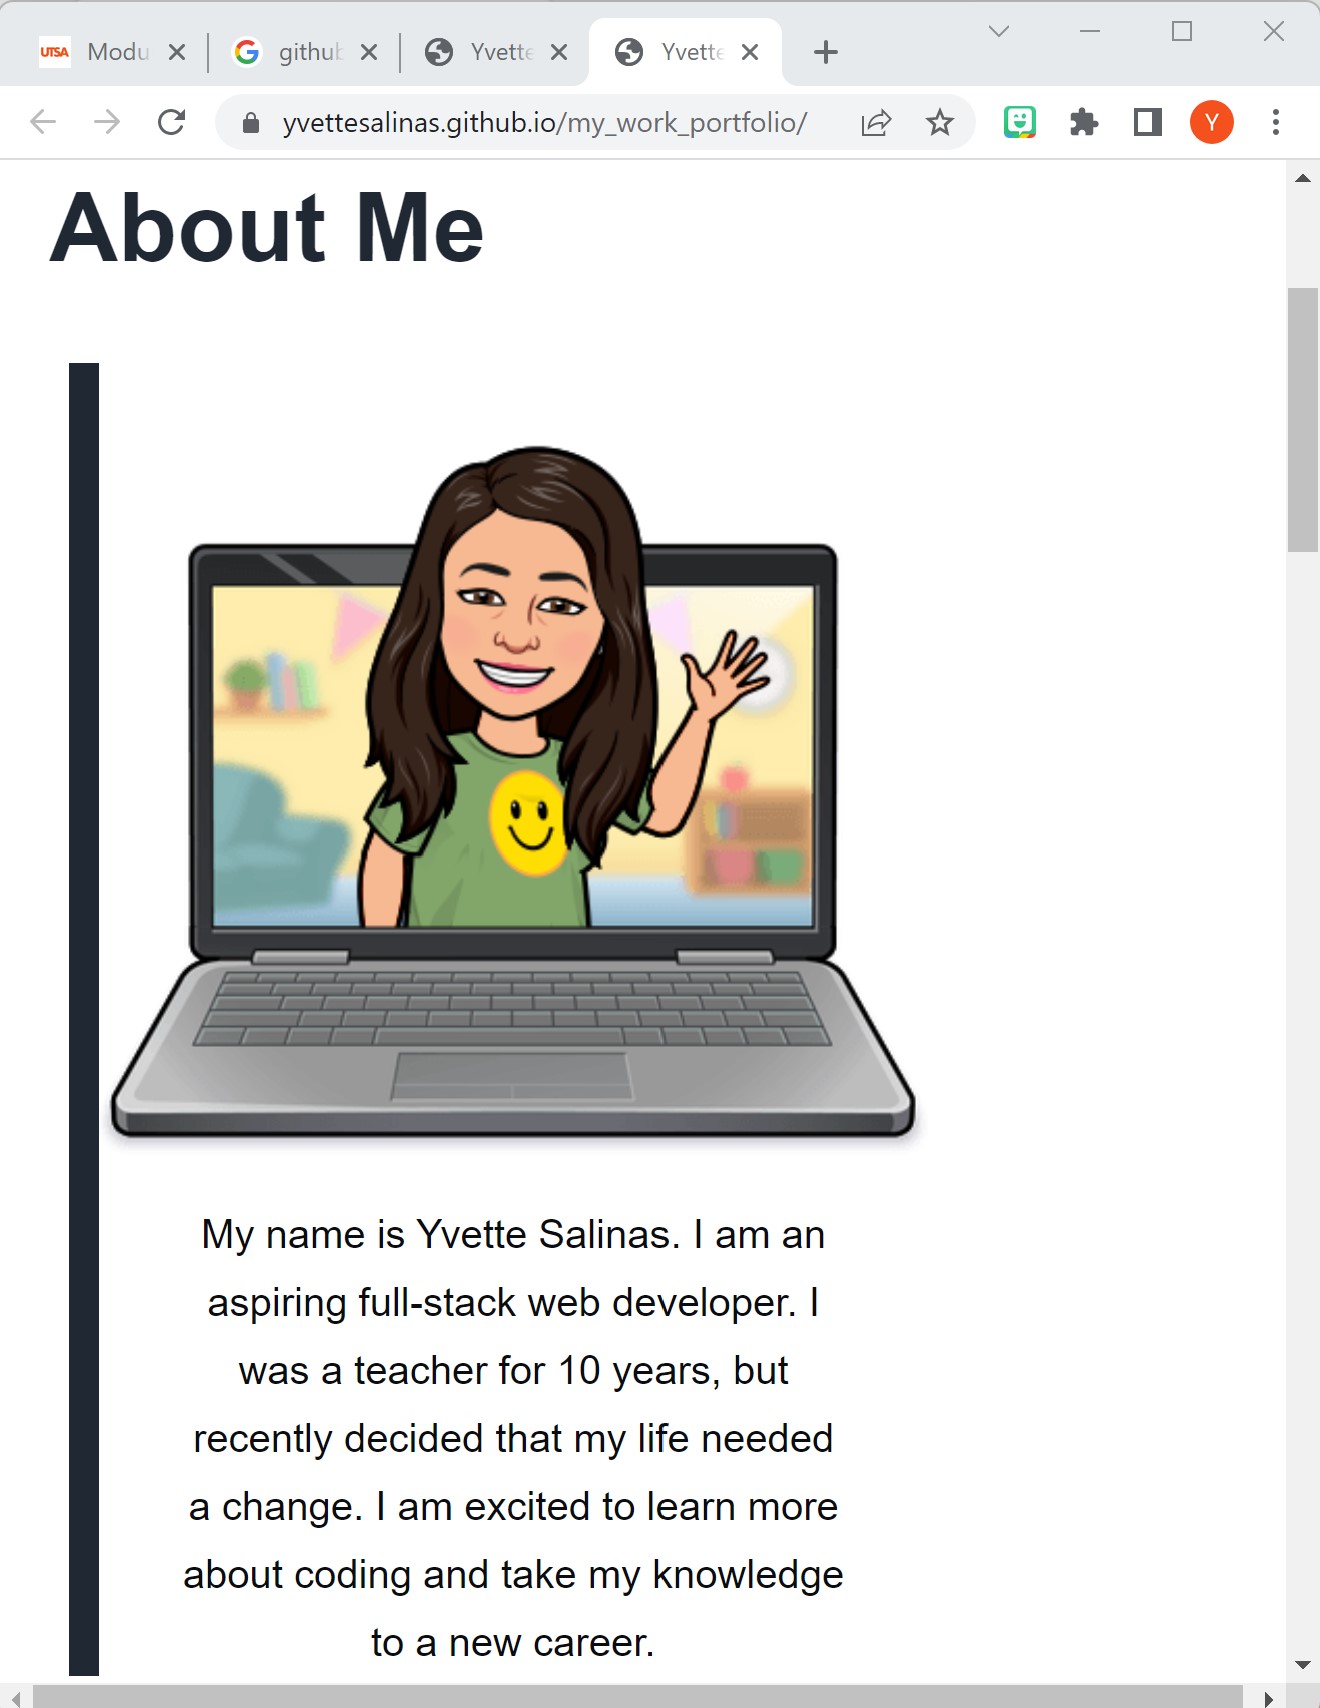 UTSA Modu
github
Yvette
Yvette
yvettesalinas.github.io/my_work_portfolio/
Y
About Me
My name is Yvette Salinas. I am an
aspiring full-stack web developer. I
was a teacher for 10 years, but
recently decided that my life needed
a change. I am excited to learn more
about coding and take my knowledge
to a new career.